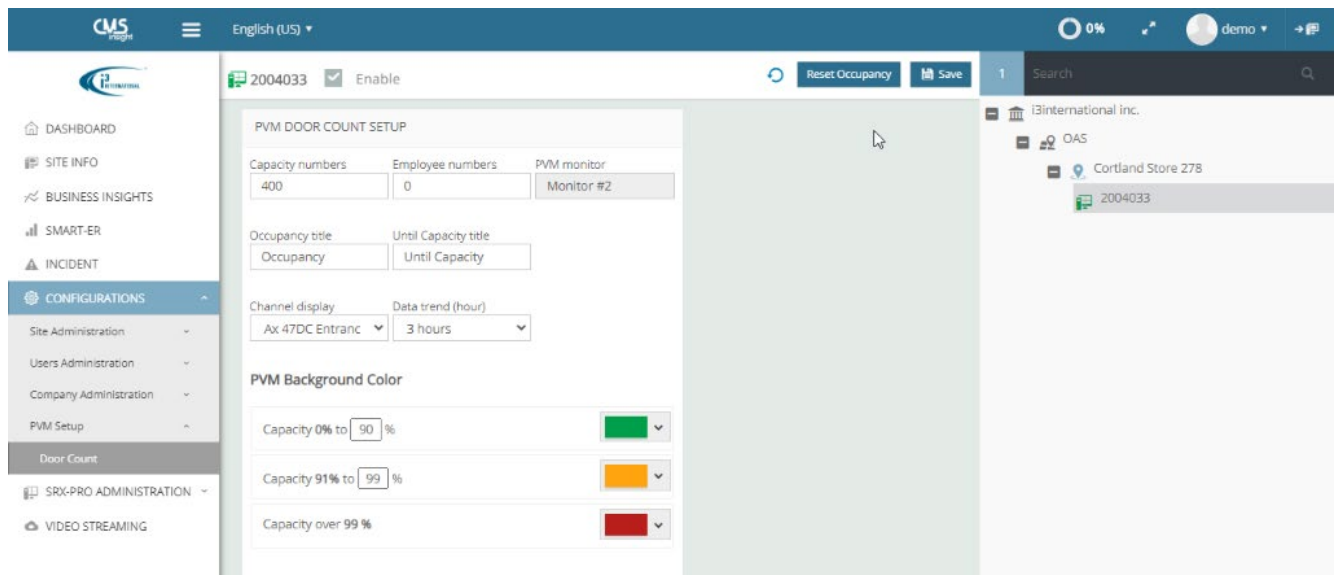 CMS
Insight
English (US)
0%
demo
i3 INTERNATIONAL
2004033 Enable
Reset Occupancy
Save
1
Search
DASHBOARD
SITE INFO
BUSINESS INSIGHTS
SMART-ER
INCIDENT
CONFIGURATIONS
Site Administration
Users Administration
Company Administration
PVM Setup
Door Count
SRX-PRO ADMINISTRATION
VIDEO STREAMING
PVM DOOR COUNT SETUP
Capacity numbers Employee numbers PVM monitor
400 0 Monitor #2
Occupancy title Until Capacity title
Occupancy Until Capacity
Channel display Data trend (hour)
Ax 47DC Entranc 3 hours
PVM Background Color
Capacity 0% to 90 %
Capacity 91% to 99 %
Capacity over 99 %
i3international inc.
OAS
Cortland Store 278
2004033